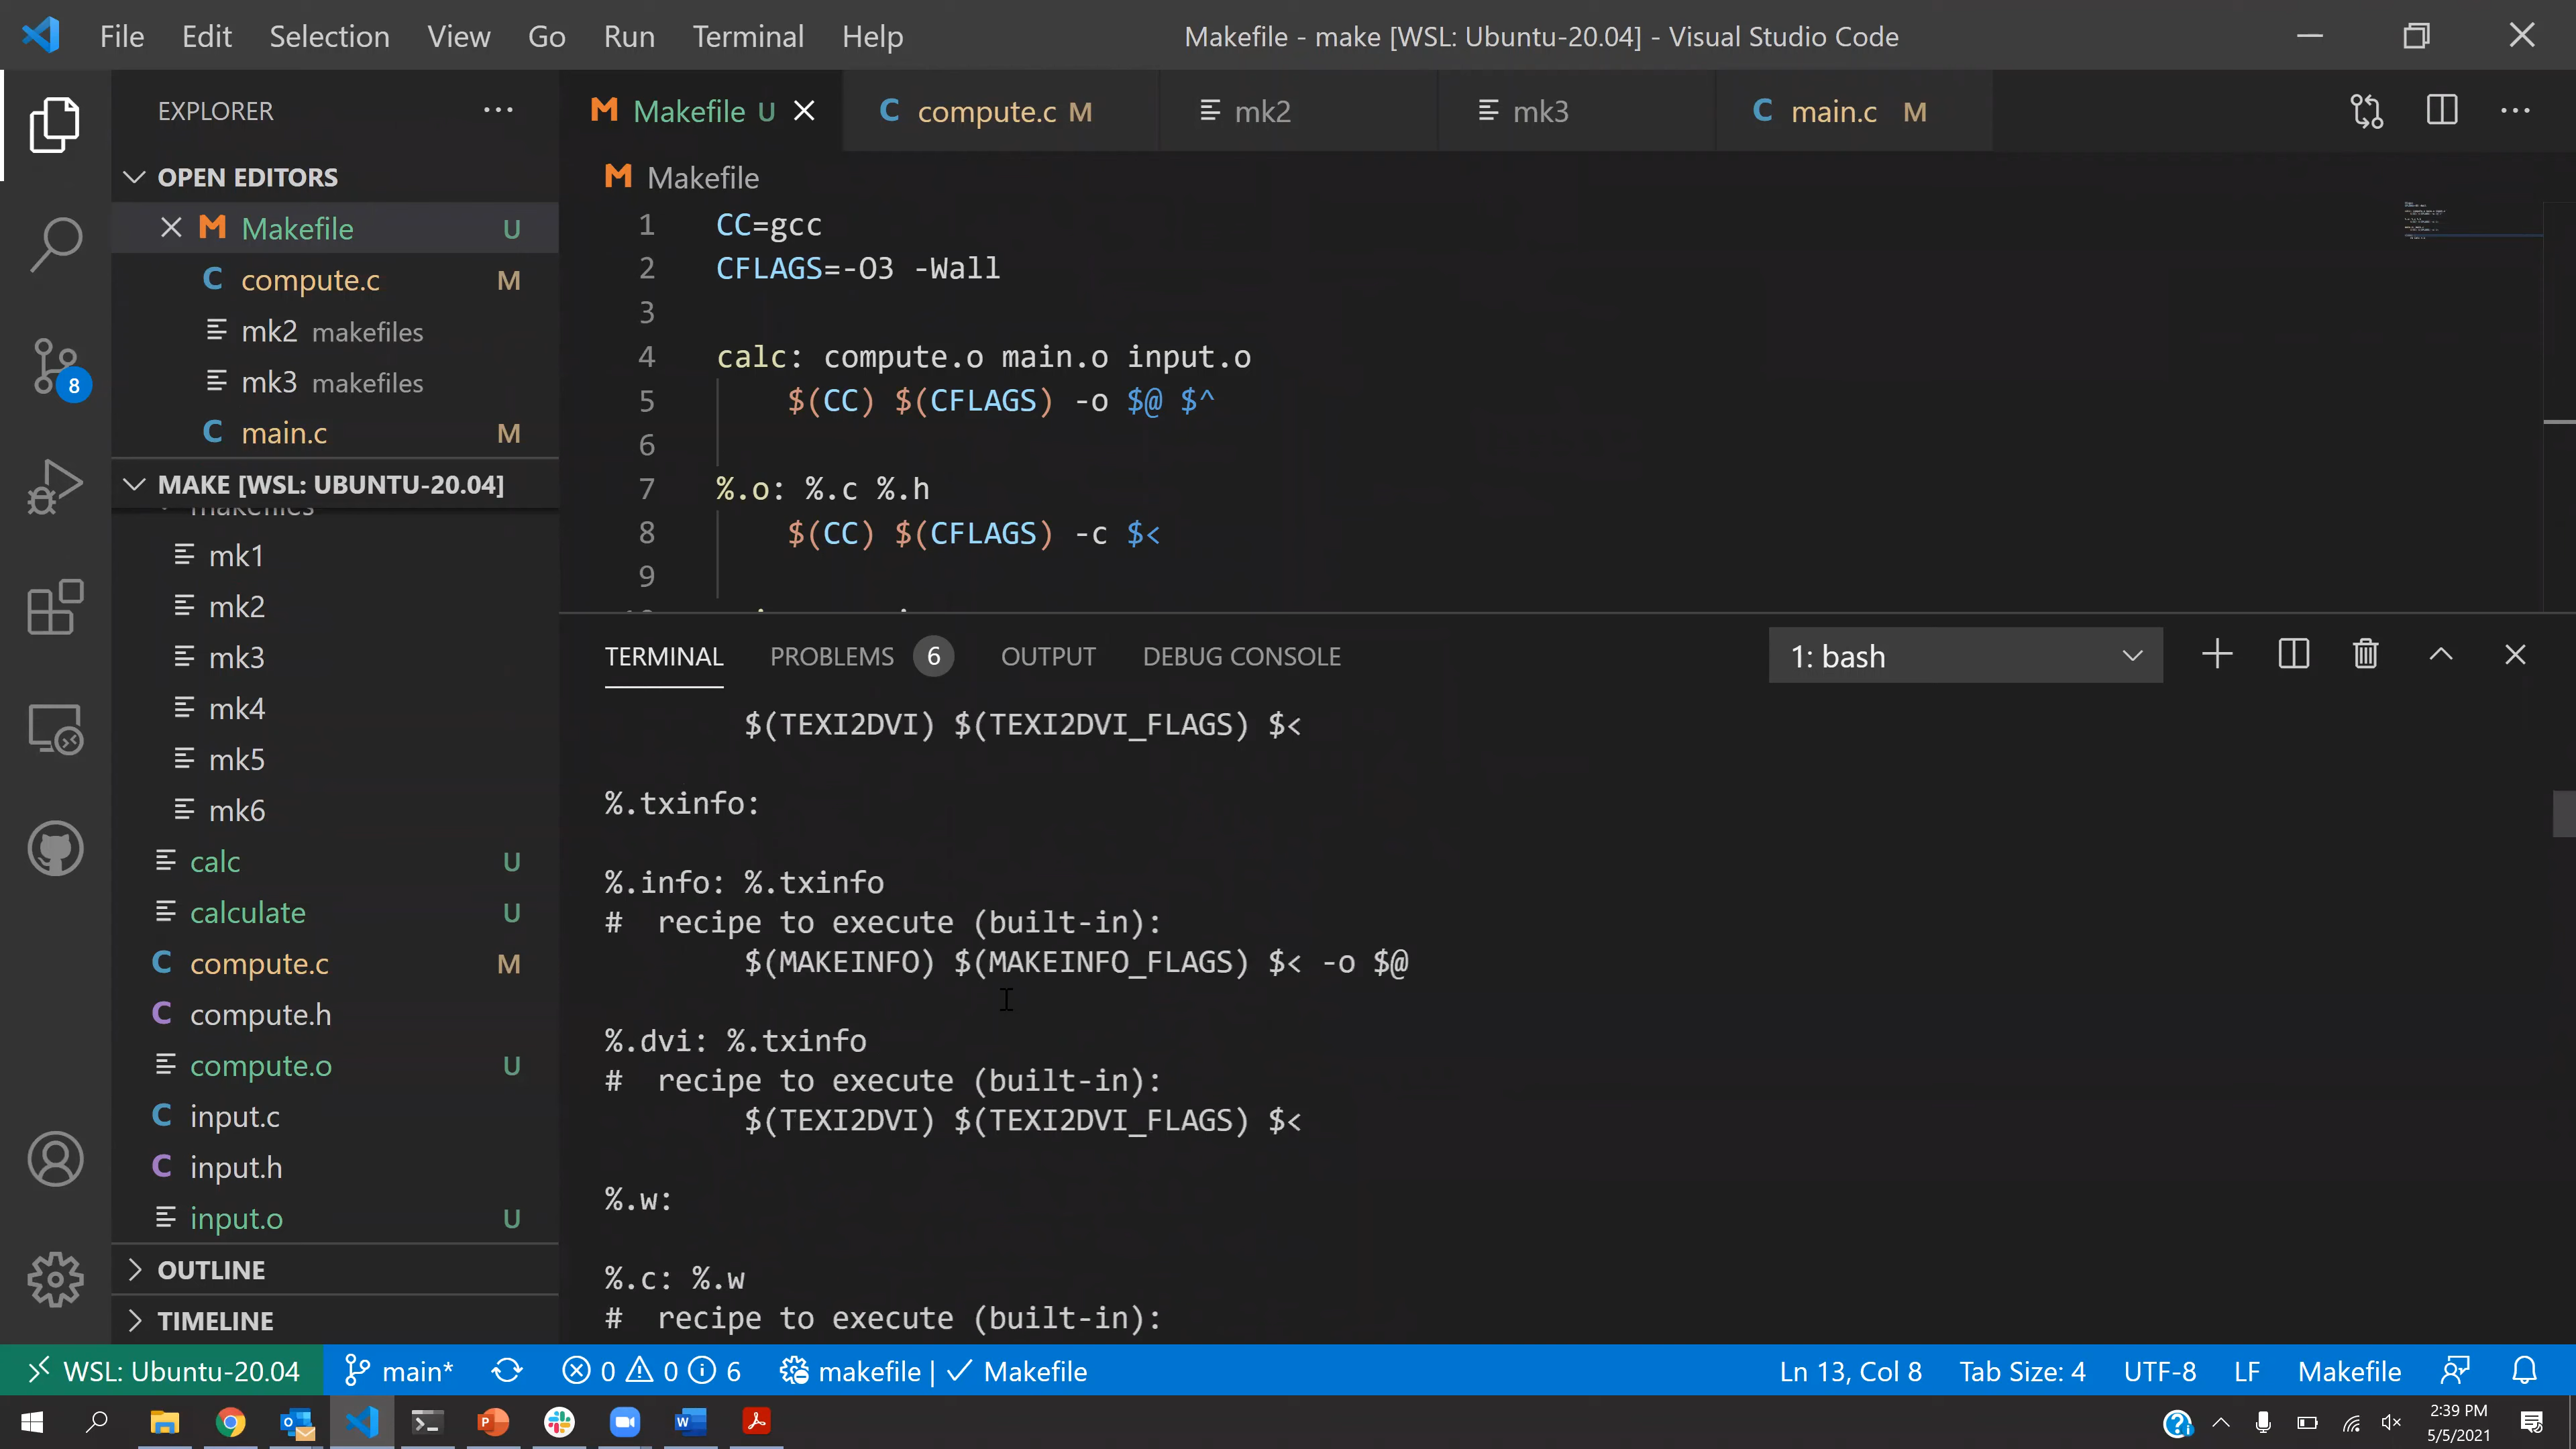 File Edit Selection View Go Run Terminal Help Makefile - make [WSL: Ubuntu-20.04] - Visual Studio Code
EXPLORER
OPEN EDITORS
Makefile U
compute.c M
mk2 makefiles
mk3 makefiles
main.c M
MAKE [WSL: UBUNTU-20.04]
makefiles
mk1
mk2
mk3
mk4
mk5
mk6
calc U
calculate U
compute.c M
compute.h
compute.o U
input.c
input.h
input.o U
OUTLINE
TIMELINE
8
Makefile U
compute.c M
mk2
mk3
main.c M
Makefile
1 CC=gcc
2 CFLAGS=-O3 -Wall
3
4 calc: compute.o main.o input.o
5 $(CC) $(CFLAGS) -o $@ $^
6
7 %.o: %.c %.h
8 $(CC) $(CFLAGS) -c $<
9
TERMINAL PROBLEMS 6 OUTPUT DEBUG CONSOLE 1: bash
$(TEXI2DVI) $(TEXI2DVI_FLAGS) $<
%.txinfo:
%.info: %.txinfo
#  recipe to execute (built-in):
$(MAKEINFO) $(MAKEINFO_FLAGS) $< -o $@
%.dvi: %.txinfo
#  recipe to execute (built-in):
$(TEXI2DVI) $(TEXI2DVI_FLAGS) $<
%.w:
%.c: %.w
#  recipe to execute (built-in):
WSL: Ubuntu-20.04 main* 0 0 6 makefile | ✓ Makefile Ln 13, Col 8 Tab Size: 4 UTF-8 LF Makefile
2:39 PM
5/5/2021